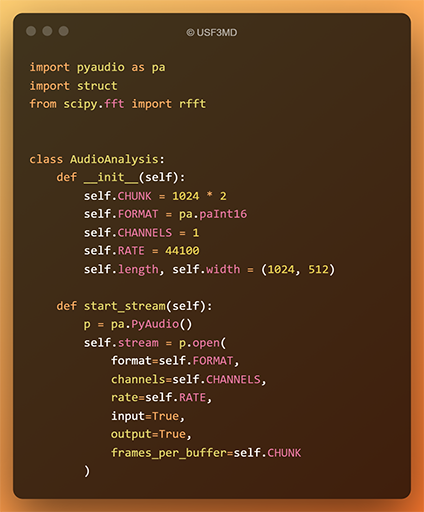 © USF3MD
import pyaudio as pa
import struct
from scipy.fft import rfft
class AudioAnalysis:
    def __init__(self):
        self.CHUNK = 1024 * 2
        self.FORMAT = pa.paInt16
        self.CHANNELS = 1
        self.RATE = 44100
        self.length, self.width = (1024, 512)
    def start_stream(self):
        p = pa.PyAudio()
        self.stream = p.open(
            format=self.FORMAT,
            channels=self.CHANNELS,
            rate=self.RATE,
            input=True,
            output=True,
            frames_per_buffer=self.CHUNK
        )